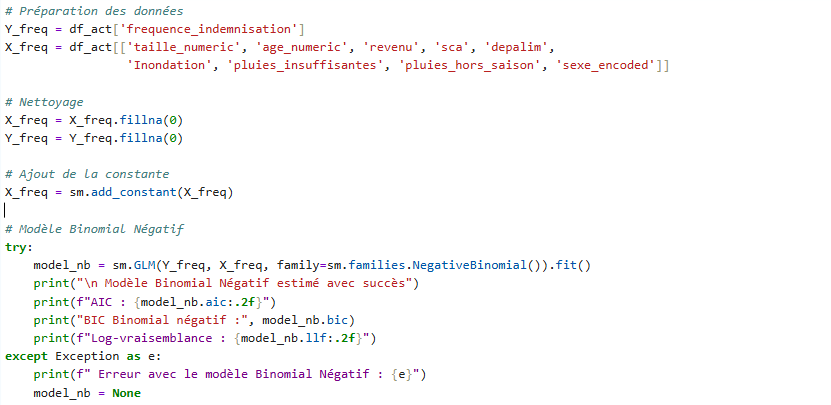 # Préparation des données
Y_freq = df_act['frequence_indemnisation']
X_freq = df_act[['taille_numeric', 'age_numeric', 'revenu', 'sca', 'depalim',
                 'Inondation', 'pluies_insuffisantes', 'pluies_hors_saison', 'sexe_encoded']]

# Nettoyage
X_freq = X_freq.fillna(0)
Y_freq = Y_freq.fillna(0)

# Ajout de la constante
X_freq = sm.add_constant(X_freq)

# Modèle Binomial Négatif
try:
    model_nb = sm.GLM(Y_freq, X_freq, family=sm.families.NegativeBinomial()).fit()
    print("\n Modèle Binomial Négatif estimé avec succès")
    print(f"AIC : {model_nb.aic:.2f}")
    print("BIC Binomial négatif :", model_nb.bic)
    print(f"Log-vraisemblance : {model_nb.llf:.2f}")
except Exception as e:
    print(f" Erreur avec le modèle Binomial Négatif : {e}")
    model_nb = None